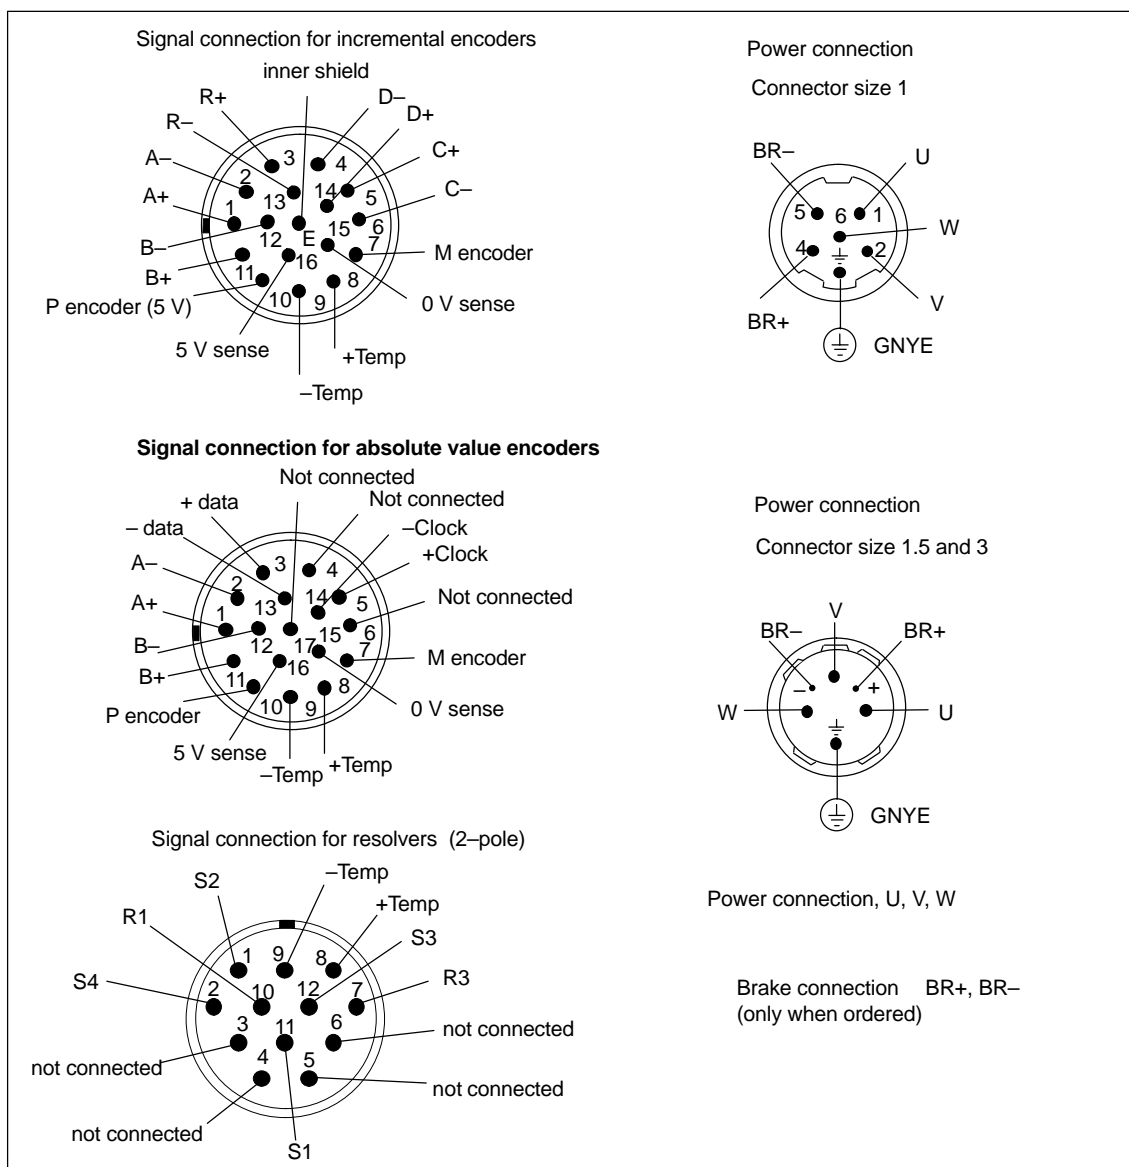 Signal connection for incremental encoders
inner shield
R+
D–
R–
D+
A–
C+
A+
C–
B–
M encoder
B+
P encoder (5 V)
0 V sense
5 V sense
+Temp
–Temp
3
4
2
13
14
5
1
15
6
12
E
7
11
16
8
10
9
Power connection
Connector size 1
BR–
U
5
6
1
W
4
2
BR+
V
GNYE
Signal connection for absolute value encoders
Not connected
+ data
Not connected
– data
–Clock
+Clock
A–
A+
Not connected
B–
M encoder
B+
P encoder
0 V sense
5 V sense
–Temp
+Temp
3
4
2
13
14
5
1
15
6
12
17
7
11
16
8
10
9
Power connection
Connector size 1.5 and 3
V
BR–
BR+
–
+
W
U
GNYE
Signal connection for resolvers (2–pole)
–Temp
S2
+Temp
R1
S3
S4
R3
1
9
8
2
10
12
7
3
11
6
4
5
not connected
not connected
not connected
not connected
S1
Power connection, U, V, W
Brake connection BR+, BR–
(only when ordered)